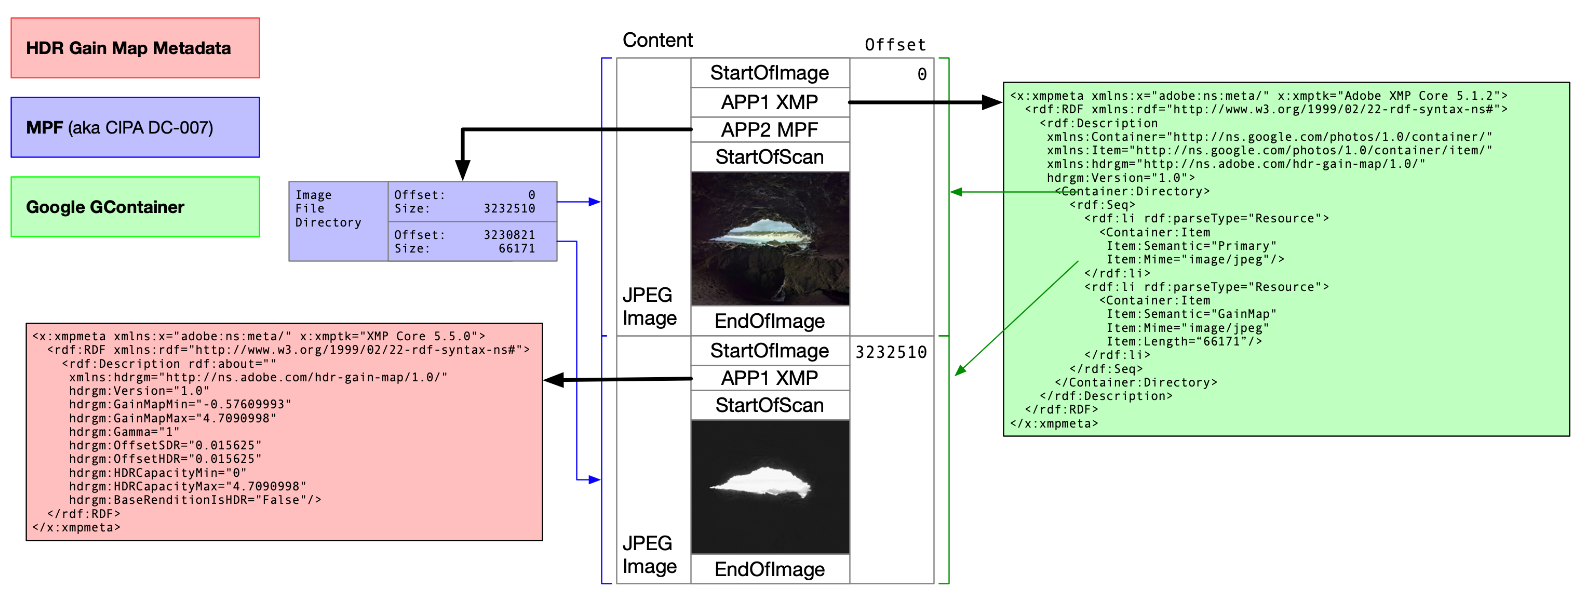 HDR Gain Map Metadata
MPF (aka CIPA DC-007)
Google GContainer
Content
Offset
StartOfImage
0
APP1 XMP
APP2 MPF
StartOfScan
JPEG
Image
EndOfImage
StartOfImage
3232510
APP1 XMP
StartOfScan
JPEG
Image
EndOfImage
Image
File
Directory
Offset: 0
Size: 3232510
Offset: 3230821
Size: 66171
<x:xmpmeta xmlns:x="adobe:ns:meta/" x:xmptk="XMP Core 5.5.0">
<rdf:RDF xmlns:rdf="http://www.w3.org/1999/02/22-rdf-syntax-ns#">
<rdf:Description rdf:about=""
xmlns:hdrgm="http://ns.adobe.com/hdr-gain-map/1.0/"
hdrgm:Version="1.0"
hdrgm:GainMapMin="-0.57609993"
hdrgm:GainMapMax="4.7090998"
hdrgm:Gamma="1"
hdrgm:OffsetSDR="0.015625"
hdrgm:OffsetHDR="0.015625"
hdrgm:HDRCapacityMin="0"
hdrgm:HDRCapacityMax="4.7090998"
hdrgm:BaseRenditionIsHDR="False"/>
</rdf:RDF>
</x:xmpmeta>
<x:xmpmeta xmlns:x="adobe:ns:meta/" x:xmptk="Adobe XMP Core 5.1.2">
<rdf:RDF xmlns:rdf="http://www.w3.org/1999/02/22-rdf-syntax-ns#">
<rdf:Description
xmlns:Container="http://ns.google.com/photos/1.0/container/"
xmlns:Item="http://ns.google.com/photos/1.0/container/item/"
xmlns:hdrgm="http://ns.adobe.com/hdr-gain-map/1.0/"
hdrgm:Version="1.0">
<Container:Directory>
<rdf:Seq>
<rdf:li rdf:parseType="Resource">
<Container:Item
Item:Semantic="Primary"
Item:Mime="image/jpeg"/>
</rdf:li>
<rdf:li rdf:parseType="Resource">
<Container:Item
Item:Semantic="GainMap"
Item:Mime="image/jpeg"
Item:Length=“66171”/>
</rdf:li>
</rdf:Seq>
</Container:Directory>
</rdf:Description>
</rdf:RDF>
</x:xmpmeta>